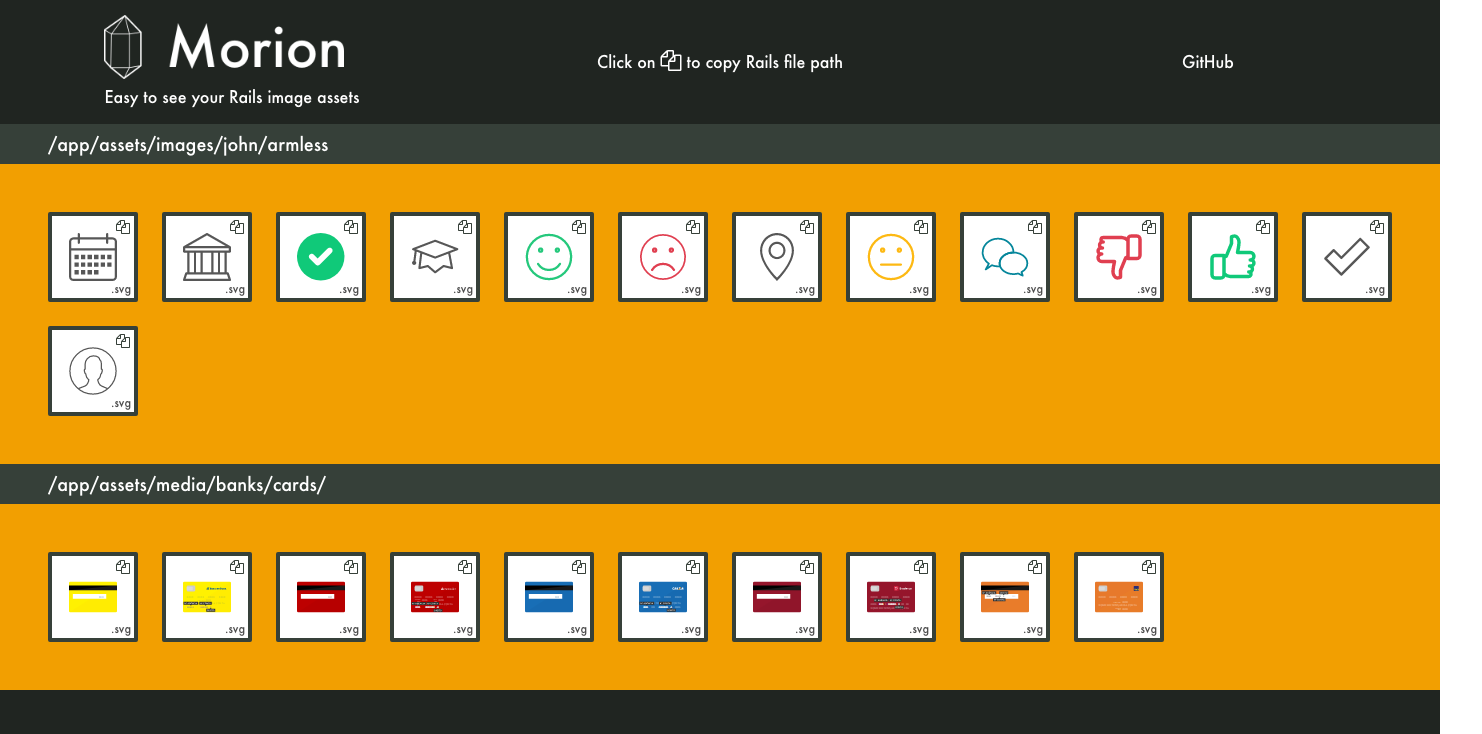 Morion
Easy to see your Rails image assets
Click on to copy Rails file path
GitHub
/app/assets/images/john/armless
.svg .svg .svg .svg .svg .svg .svg .svg .svg .svg .svg .svg
.svg
/app/assets/media/banks/cards/
.svg .svg .svg .svg .svg .svg .svg .svg .svg .svg